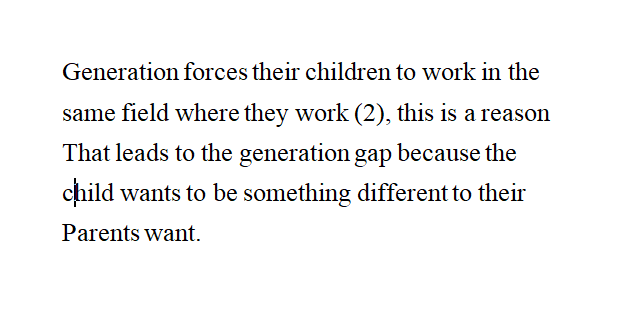 Generation forces their children to work in the
same field where they work (2), this is a reason
That leads to the generation gap because the
child wants to be something different to their
Parents want.